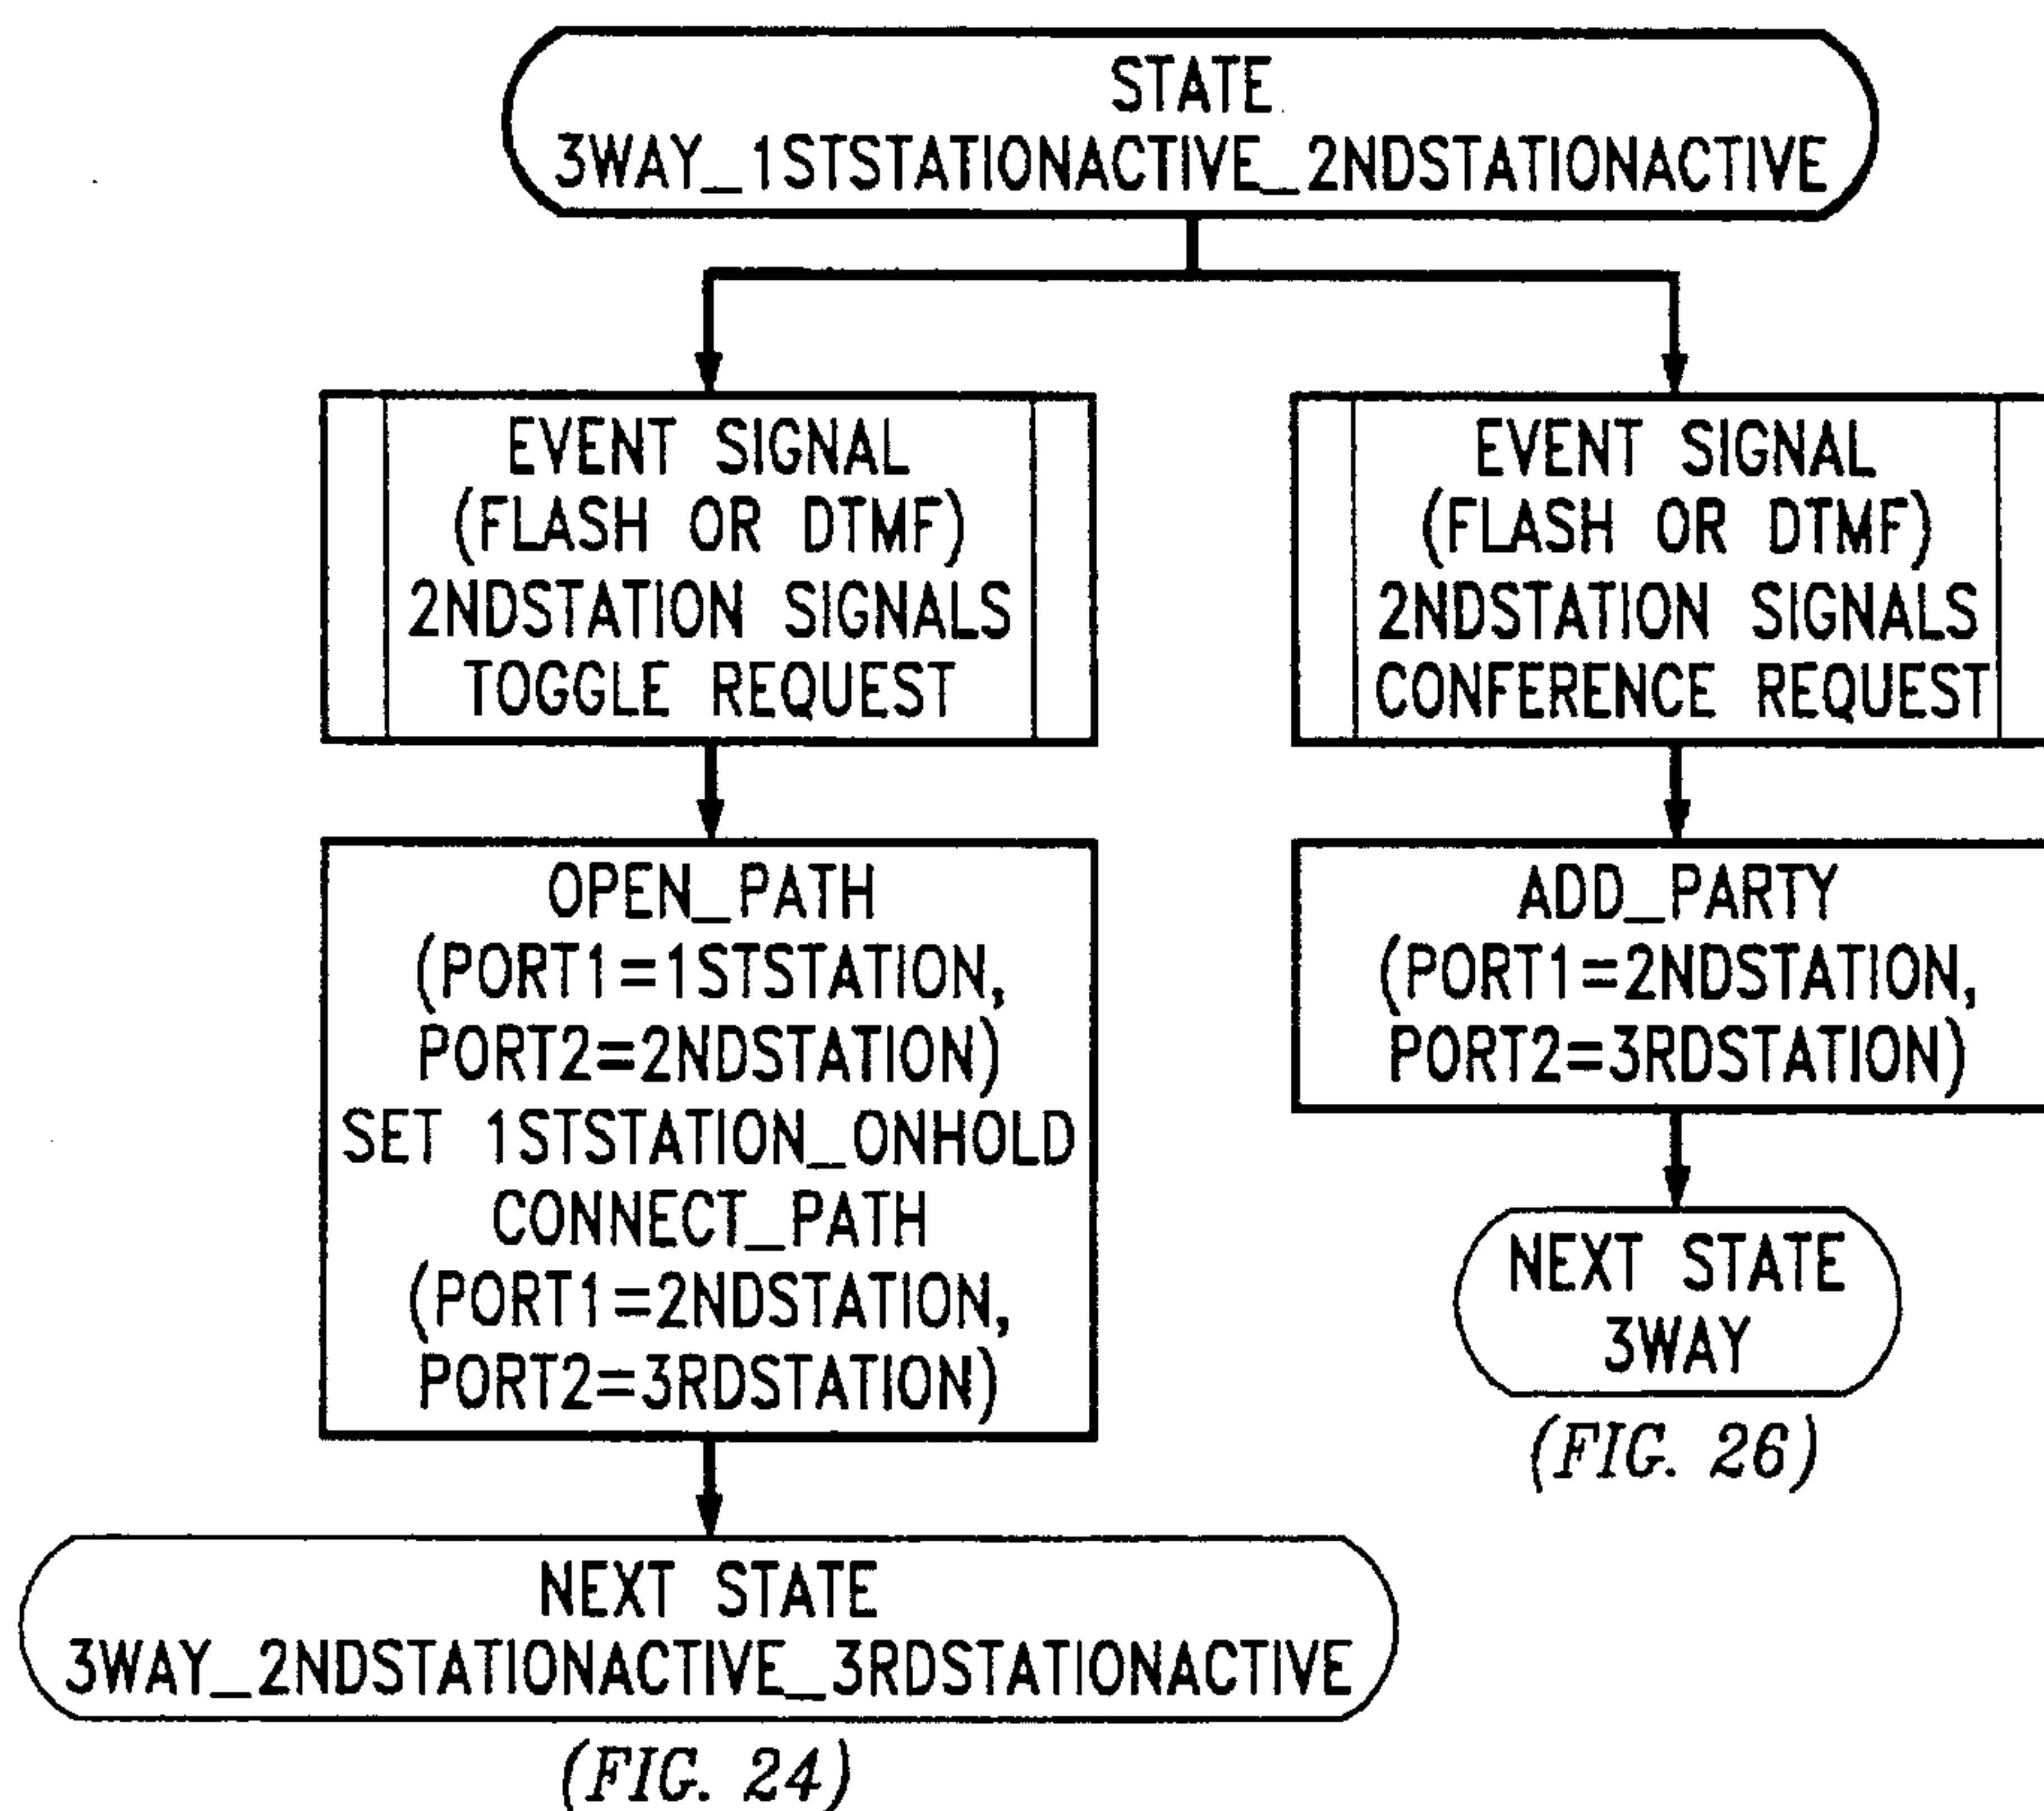 STATE
3WAY_1STSTATIONACTIVE_2NDSTATIONACTIVE
EVENT SIGNAL
(FLASH OR DTMF)
2NDSTATION SIGNALS
TOGGLE REQUEST
OPEN_PATH
(PORT1=1STSTATION,
PORT2=2NDSTATION)
SET 1STSTATION_ONHOLD
CONNECT_PATH
(PORT1=2NDSTATION,
PORT2=3RDSTATION)
NEXT STATE
3WAY_2NDSTATIONACTIVE_3RDSTATIONACTIVE
(FIG. 24)
EVENT SIGNAL
(FLASH OR DTMF)
2NDSTATION SIGNALS
CONFERENCE REQUEST
ADD_PARTY
(PORT1=2NDSTATION,
PORT2=3RDSTATION)
NEXT STATE
3WAY
(FIG. 26)